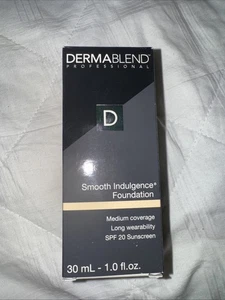 DERMABLEND
PROFESSIONAL
D
Smooth Indulgence®
Foundation
Medium coverage
Long wearability
SPF 20 Sunscreen
30 mL - 1.0 fl.oz.